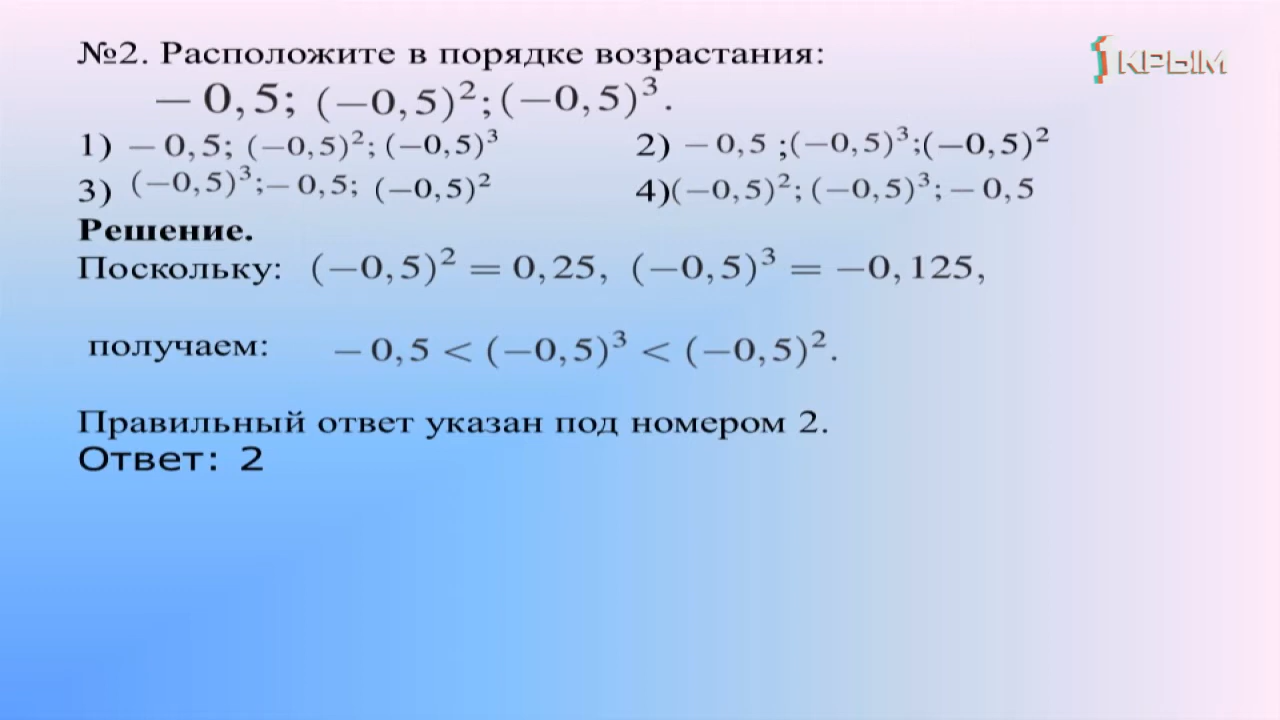 №2. Расположите в порядке возрастания:
1КРЫМ
− 0,5; (−0,5)²; (−0,5)³.
1) − 0,5; (−0,5)²; (−0,5)³
2) − 0,5 ;(−0,5)³;(−0,5)²
3) (−0,5)³;− 0,5; (−0,5)²
4)(−0,5)²; (−0,5)³; − 0,5
Решение.
Поскольку: (−0,5)² = 0,25, (−0,5)³ = −0,125,
получаем: − 0,5 < (−0,5)³ < (−0,5)².
Правильный ответ указан под номером 2.
Ответ: 2